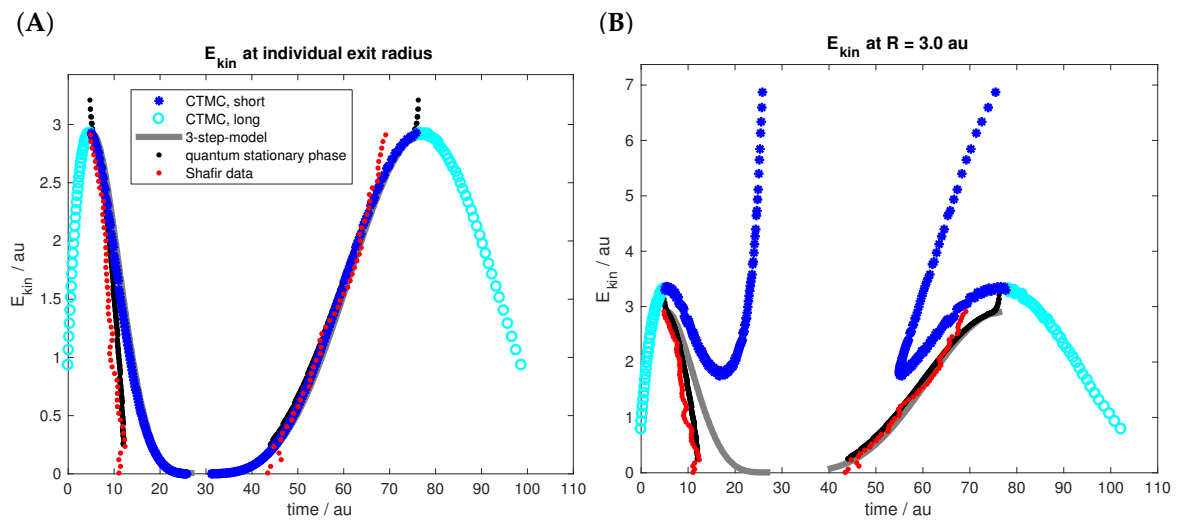 (A)
E_kin at individual exit radius
E_kin / au
3
2.5
2
1.5
1
0.5
0
0 10 20 30 40 50 60 70 80 90 100 110
time / au
CTMC, short
CTMC, long
3-step-model
quantum stationary phase
Shafir data
(B)
E_kin at R = 3.0 au
E_kin / au
7
6
5
4
3
2
1
0
0 10 20 30 40 50 60 70 80 90 100 110
time / au